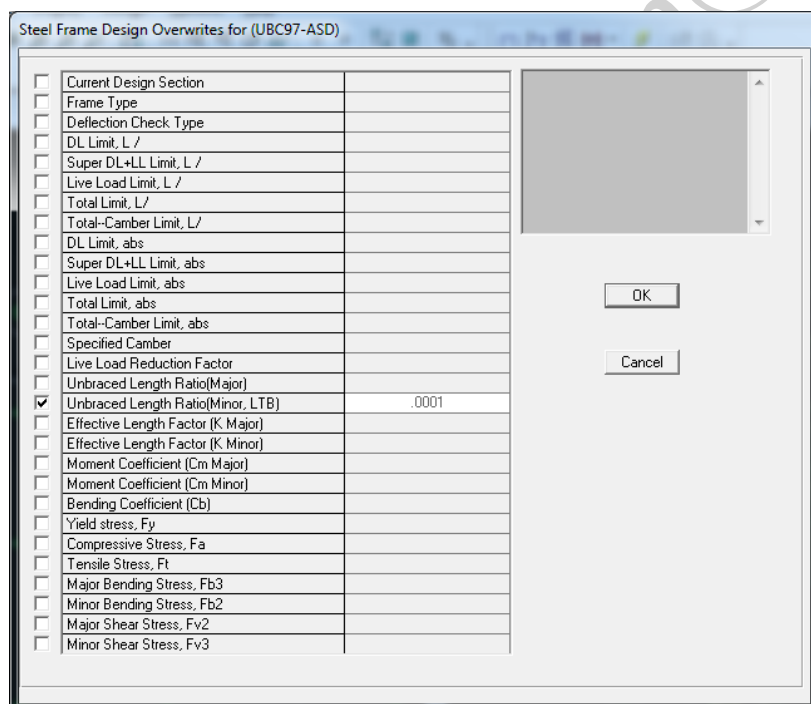 Steel Frame Design Overwrites for (UBC97-ASD)
Current Design Section
Frame Type
Deflection Check Type
DL Limit, L /
Super DL+LL Limit, L /
Live Load Limit, L /
Total Limit, L/
Total--Camber Limit, L/
DL Limit, abs
Super DL+LL Limit, abs
Live Load Limit, abs
Total Limit, abs
Total--Camber Limit, abs
Specified Camber
Live Load Reduction Factor
Unbraced Length Ratio(Major)
Unbraced Length Ratio(Minor, LTB) .0001
Effective Length Factor (K Major)
Effective Length Factor (K Minor)
Moment Coefficient (Cm Major)
Moment Coefficient (Cm Minor)
Bending Coefficient (Cb)
Yield stress, Fy
Compressive Stress, Fa
Tensile Stress, Ft
Major Bending Stress, Fb3
Minor Bending Stress, Fb2
Major Shear Stress, Fv2
Minor Shear Stress, Fv3
OK
Cancel